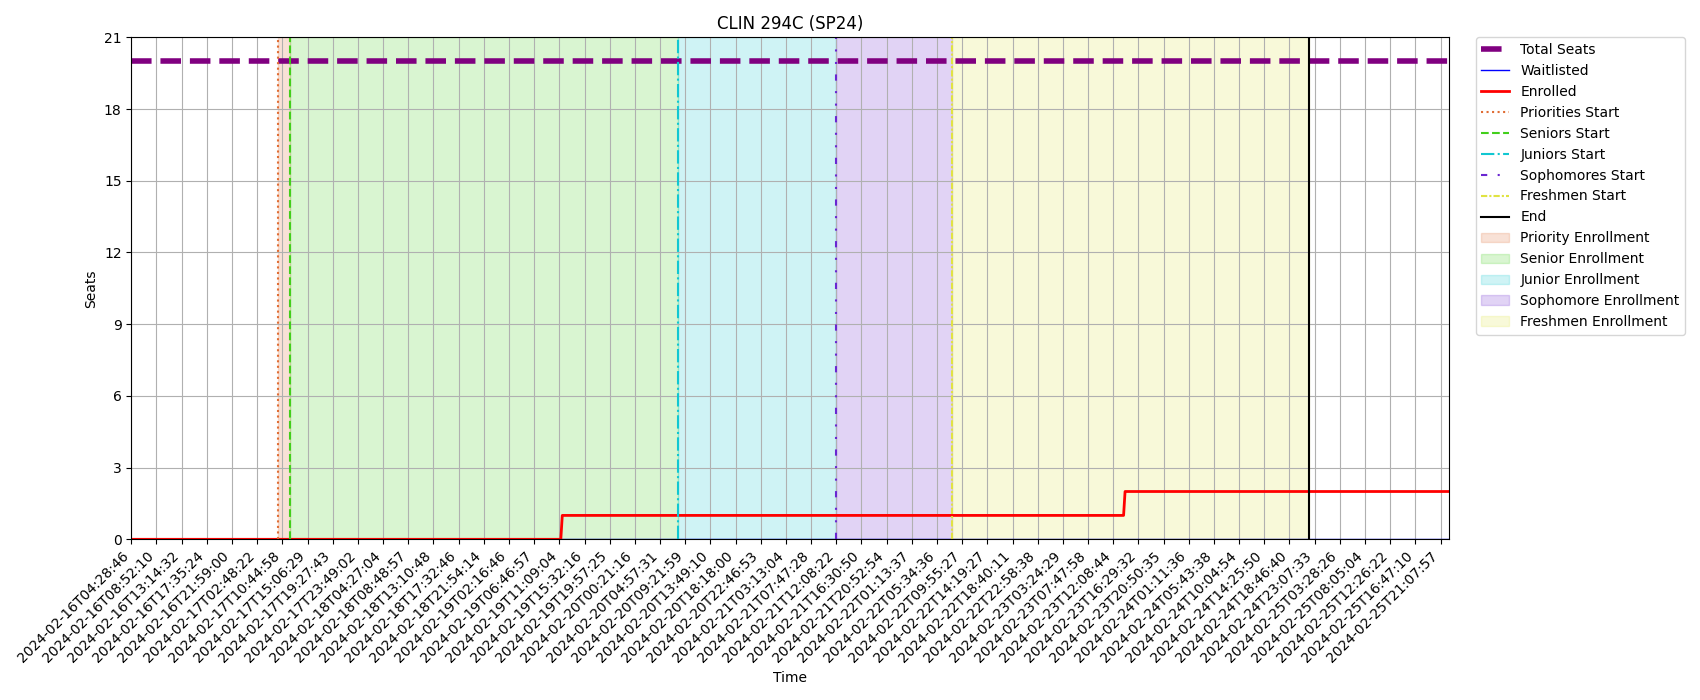 CLIN 294C (SP24)
Seats
21
18
15
12
9
6
3
0
2024-02-16T04:28:46
2024-02-16T08:52:10
2024-02-16T13:14:32
2024-02-16T17:35:24
2024-02-16T21:59:00
2024-02-17T02:48:22
2024-02-17T10:44:58
2024-02-17T15:06:29
2024-02-17T19:27:43
2024-02-17T23:49:02
2024-02-18T04:27:04
2024-02-18T08:48:57
2024-02-18T13:10:48
2024-02-18T17:32:46
2024-02-18T21:54:14
2024-02-19T02:16:46
2024-02-19T06:46:57
2024-02-19T11:09:04
2024-02-19T15:32:16
2024-02-19T19:57:25
2024-02-20T00:21:16
2024-02-20T04:57:31
2024-02-20T09:21:59
2024-02-20T13:49:10
2024-02-20T18:18:00
2024-02-20T22:46:53
2024-02-21T03:13:04
2024-02-21T07:47:28
2024-02-21T12:08:22
2024-02-21T16:30:50
2024-02-21T20:52:54
2024-02-22T01:13:37
2024-02-22T05:34:36
2024-02-22T09:55:27
2024-02-22T14:19:27
2024-02-22T18:40:11
2024-02-22T22:58:38
2024-02-23T03:24:29
2024-02-23T07:47:58
2024-02-23T12:08:44
2024-02-23T16:29:32
2024-02-23T20:50:35
2024-02-24T01:11:36
2024-02-24T05:43:38
2024-02-24T10:04:54
2024-02-24T14:25:50
2024-02-24T18:46:40
2024-02-24T23:07:33
2024-02-25T03:28:26
2024-02-25T08:05:04
2024-02-25T12:26:22
2024-02-25T16:47:10
2024-02-25T21:07:57
Time
Total Seats
Waitlisted
Enrolled
Priorities Start
Seniors Start
Juniors Start
Sophomores Start
Freshmen Start
End
Priority Enrollment
Senior Enrollment
Junior Enrollment
Sophomore Enrollment
Freshmen Enrollment